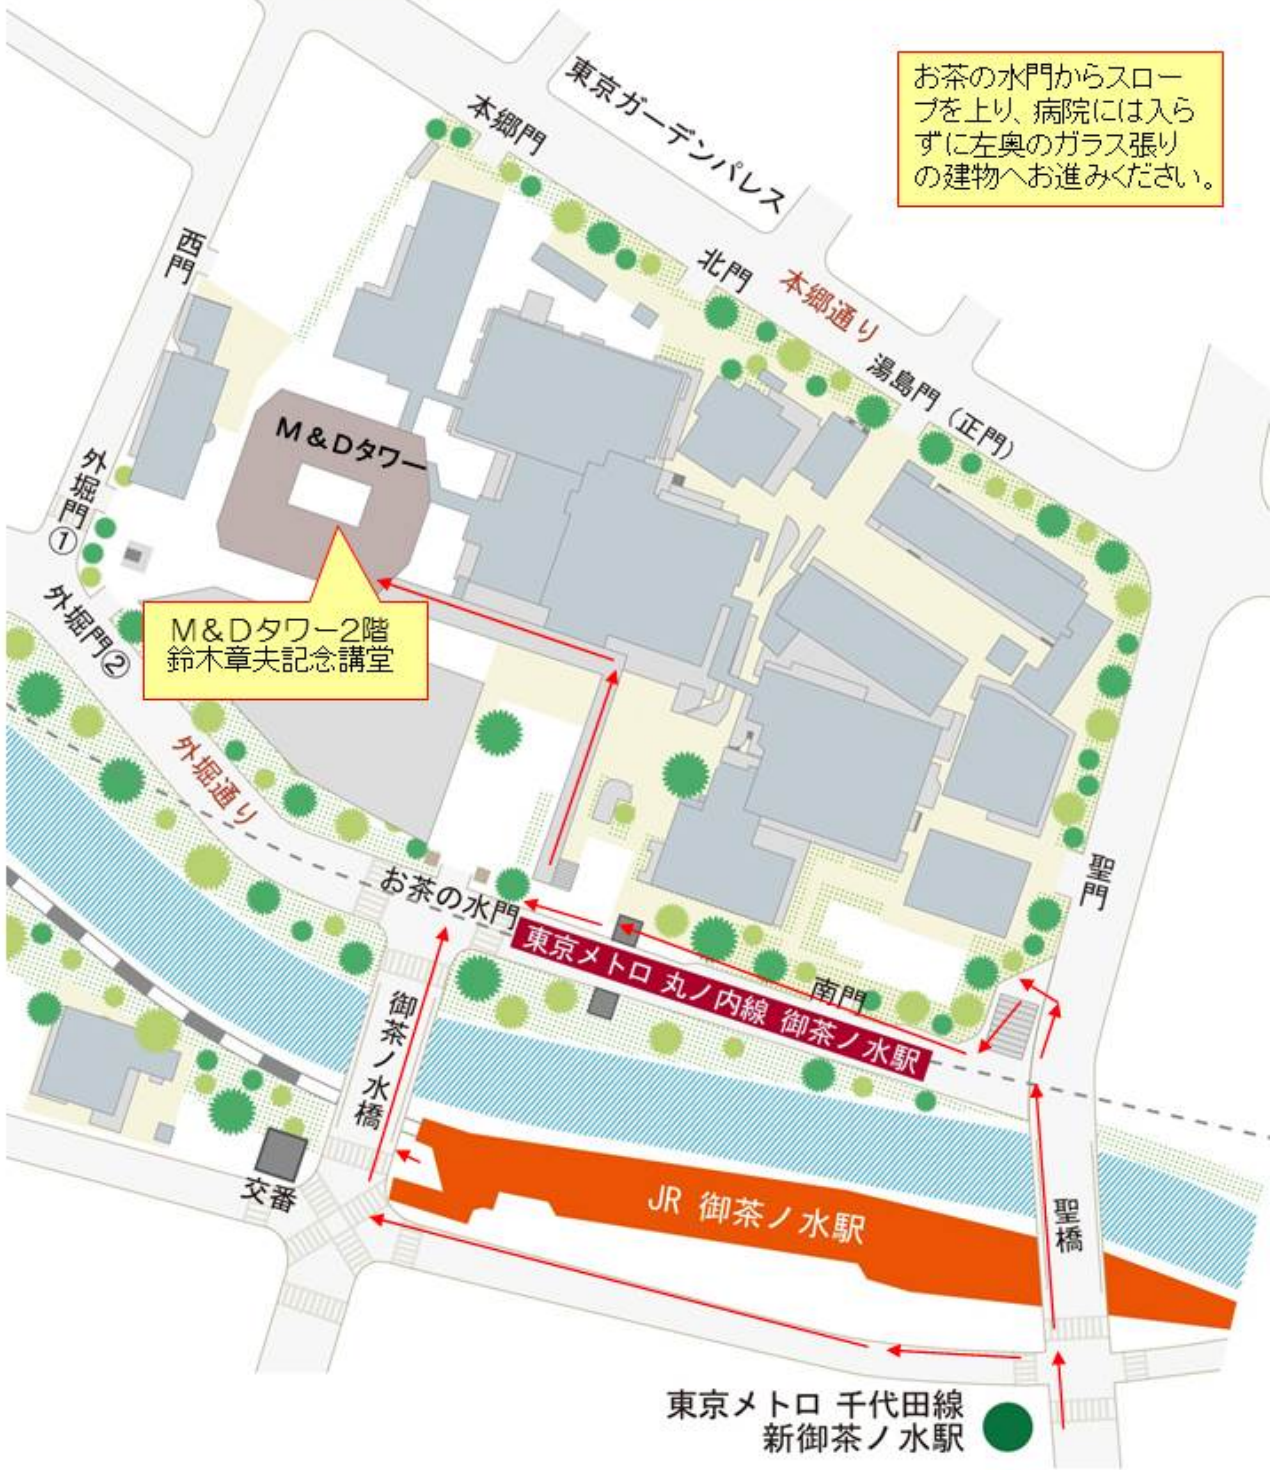 お茶の水門からスロー
プを上り、病院には入ら
ずに左奥のガラス張り
の建物へお進みください。
東京ガーデンパレス
本郷門
西門
北門
本郷通り
湯島門（正門）
M＆Dタワー
外堀門①
外堀門②
M＆Dタワー2階
鈴木章夫記念講堂
外堀通り
聖門
お茶の水門
東京メトロ 丸ノ内線 御茶ノ水駅
南門
御茶ノ水橋
交番
JR 御茶ノ水駅
聖橋
東京メトロ 千代田線
新御茶ノ水駅